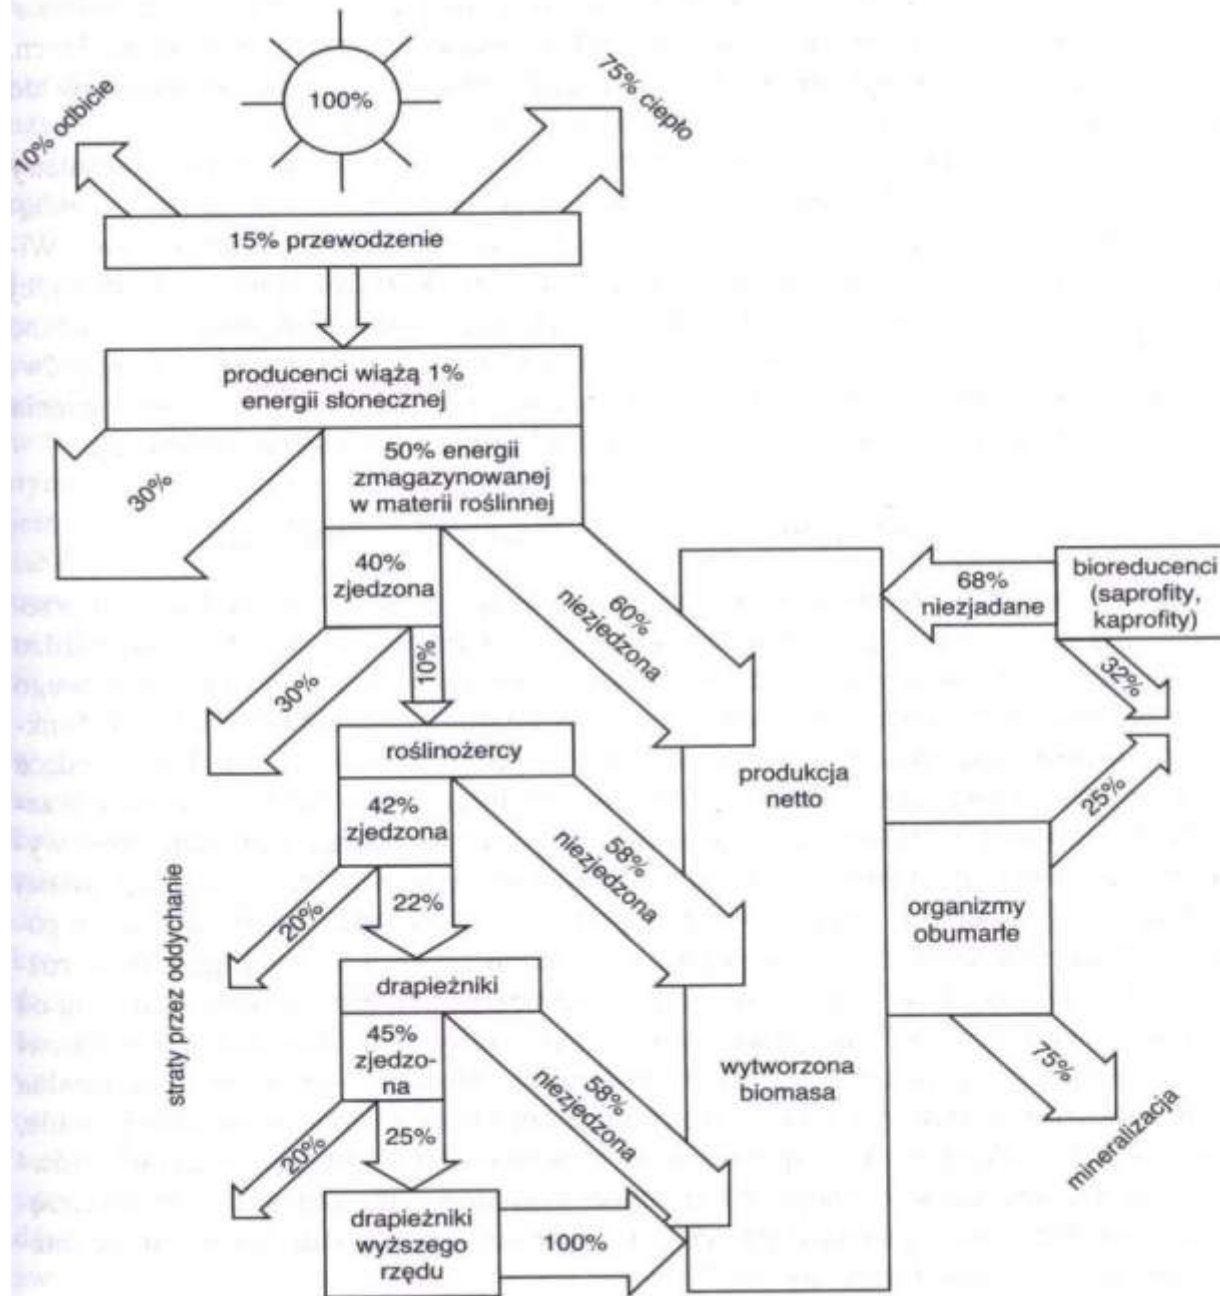 100%
10% odbicie
75% ciepło
15% przewodzenie
producenci wiążą 1%
energii słonecznej
30%
50% energii
zmagazynowanej
w materii roślinnej
40%
zjedzona
60%
niezjedzona
68%
niezjadane
bioreducenci
(saprofity,
kaprofity)
32%
30%
10%
roślinożercy
produkcja
netto
25%
42%
zjedzona
58%
niezjedzona
straty przez oddychanie
20%
22%
organizmy
obumarłe
drapieżniki
45%
zjedzo-
na
58%
niezjedzona
wytworzona
biomasa
75%
mineralizacja
20%
25%
drapieżniki
wyższego
rzędu
100%